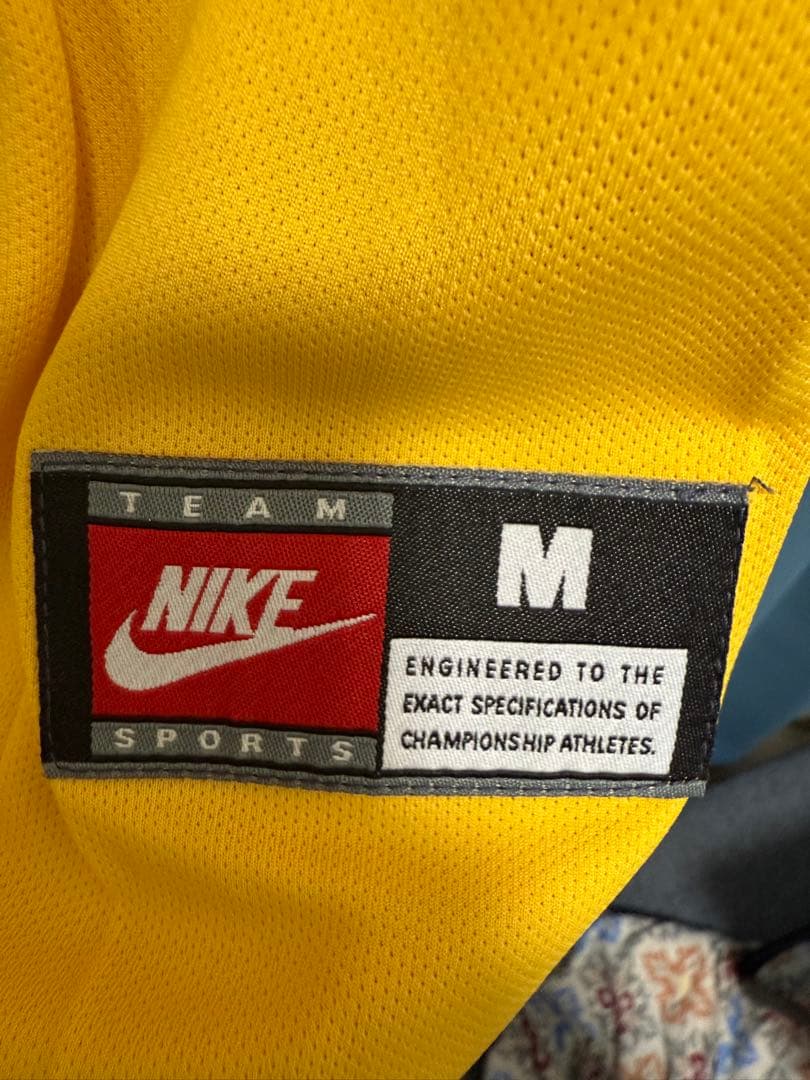 TEAM
NIKE
SPORTS
M
ENGINEERED TO THE
EXACT SPECIFICATIONS OF
CHAMPIONSHIP ATHLETES.